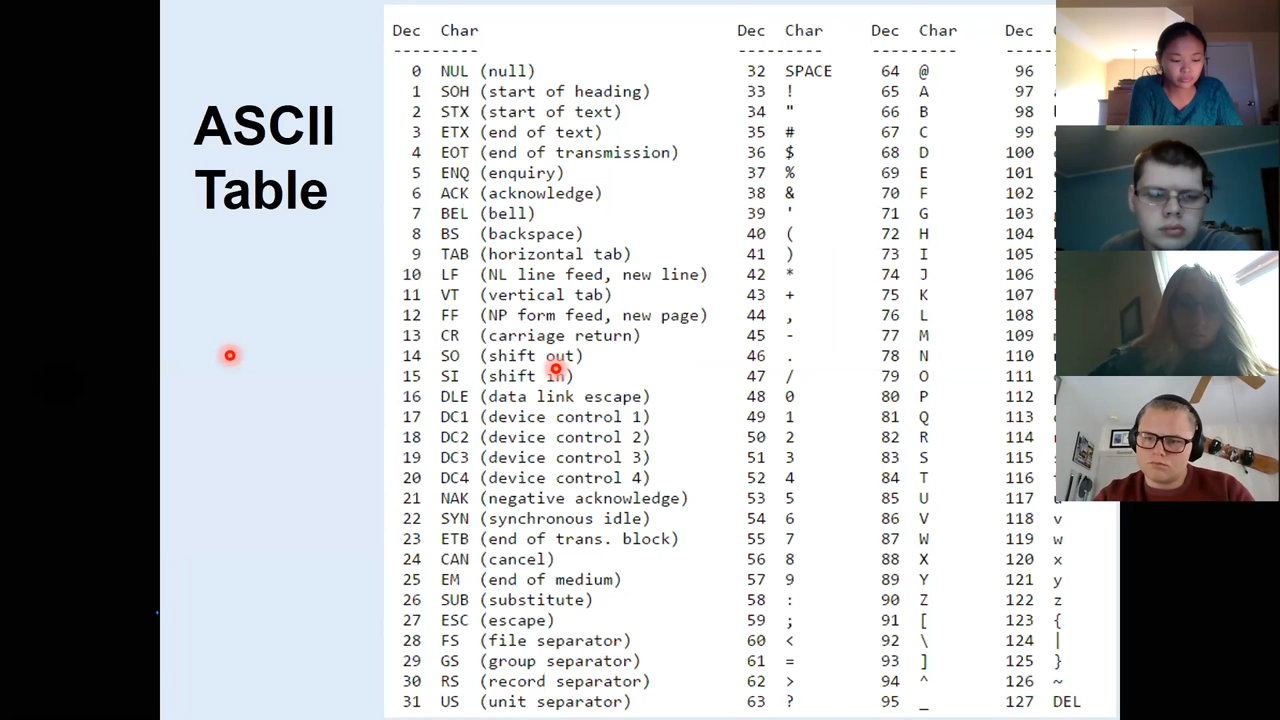 ASCII
Table
Dec Char Dec Char Dec Char Dec
--------- --------- --------- ---
0 NUL (null) 32 SPACE 64 @ 96
1 SOH (start of heading) 33 ! 65 A 97
2 STX (start of text) 34 " 66 B 98
3 ETX (end of text) 35 # 67 C 99
4 EOT (end of transmission) 36 $ 68 D 100
5 ENQ (enquiry) 37 % 69 E 101
6 ACK (acknowledge) 38 & 70 F 102
7 BEL (bell) 39 ' 71 G 103
8 BS (backspace) 40 ( 72 H 104
9 TAB (horizontal tab) 41 ) 73 I 105
10 LF (NL line feed, new line) 42 * 74 J 106
11 VT (vertical tab) 43 + 75 K 107
12 FF (NP form feed, new page) 44 , 76 L 108
13 CR (carriage return) 45 - 77 M 109
14 SO (shift out) 46 . 78 N 110
15 SI (shift in) 47 / 79 O 111
16 DLE (data link escape) 48 0 80 P 112
17 DC1 (device control 1) 49 1 81 Q 113
18 DC2 (device control 2) 50 2 82 R 114
19 DC3 (device control 3) 51 3 83 S 115
20 DC4 (device control 4) 52 4 84 T 116
21 NAK (negative acknowledge) 53 5 85 U 117 u
22 SYN (synchronous idle) 54 6 86 V 118 v
23 ETB (end of trans. block) 55 7 87 W 119 w
24 CAN (cancel) 56 8 88 X 120 x
25 EM (end of medium) 57 9 89 Y 121 y
26 SUB (substitute) 58 : 90 Z 122 z
27 ESC (escape) 59 ; 91 [ 123 {
28 FS (file separator) 60 < 92 \ 124 |
29 GS (group separator) 61 = 93 ] 125 }
30 RS (record separator) 62 > 94 ^ 126 ~
31 US (unit separator) 63 ? 95 _ 127 DEL